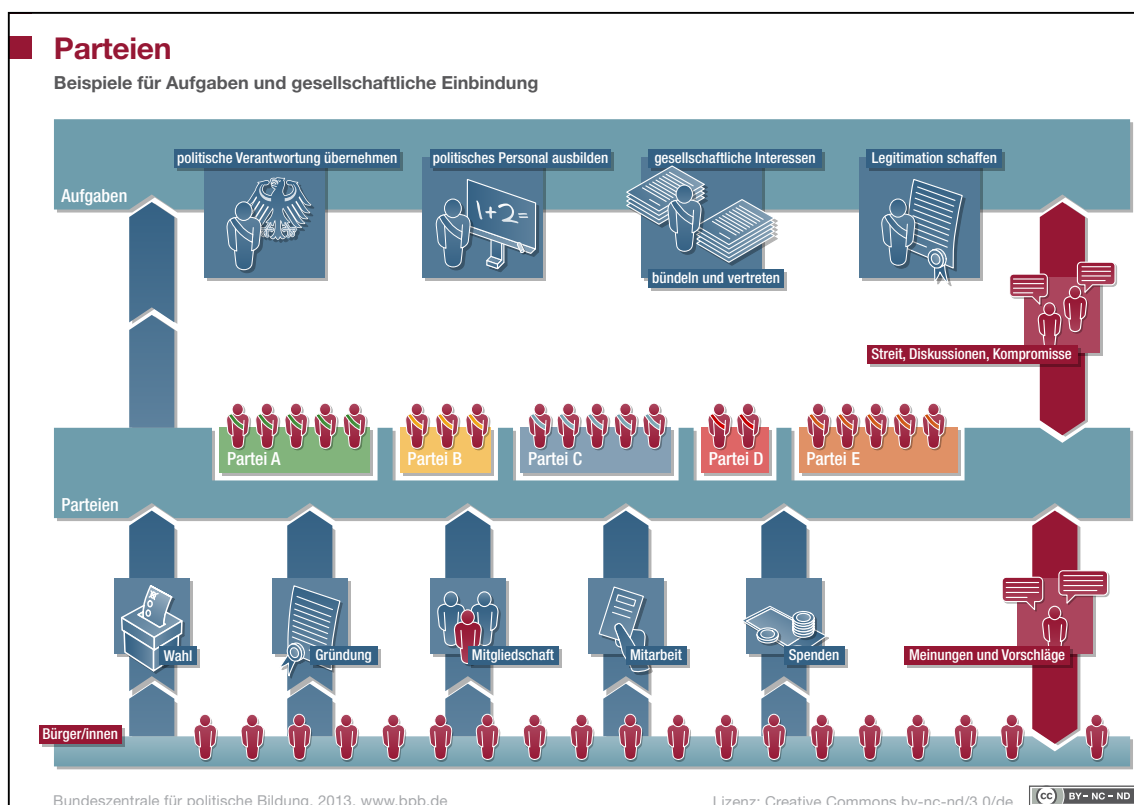 Parteien
Beispiele für Aufgaben und gesellschaftliche Einbindung
politische Verantwortung übernehmen
politisches Personal ausbilden
gesellschaftliche Interessen
Legitimation schaffen
Aufgaben
1+2=
bündeln und vertreten
Streit, Diskussionen, Kompromisse
Partei A
Partei B
Partei C
Partei D
Partei E
Parteien
Wahl
Gründung
Mitgliedschaft
Mitarbeit
Spenden
Meinungen und Vorschläge
Bürger/innen
Bundeszentrale für politische Bildung, 2013, www.bpb.de
Lizenz: Creative Commons by-nc-nd/3.0/de
cc BY - NC - ND